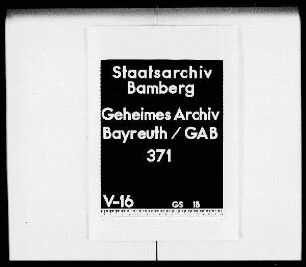 Staatsarchiv
Bamberg
Geheimes Archiv
Bayreuth / GAB
371
V-16 GS 18